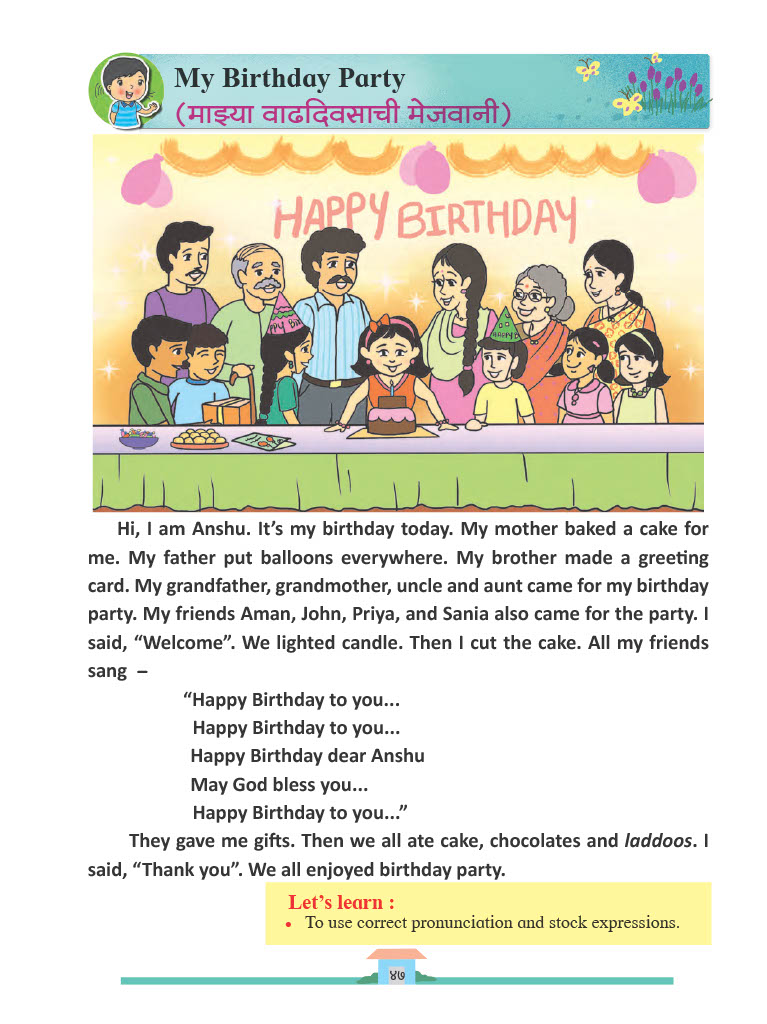 My Birthday Party
(माझ्या वाढदिवसाची मेजवानी)
HAPPY BIRTHDAY
HAPPY BIR
HAPPY B
Hi, I am Anshu. It’s my birthday today. My mother baked a cake for
me. My father put balloons everywhere. My brother made a greeting
card. My grandfather, grandmother, uncle and aunt came for my birthday
party. My friends Aman, John, Priya, and Sania also came for the party. I
said, “Welcome”. We lighted candle. Then I cut the cake. All my friends
sang –
“Happy Birthday to you...
Happy Birthday to you...
Happy Birthday dear Anshu
May God bless you...
Happy Birthday to you...”
They gave me gifts. Then we all ate cake, chocolates and laddoos. I
said, “Thank you”. We all enjoyed birthday party.
Let’s learn :
• To use correct pronunciation and stock expressions.
४७